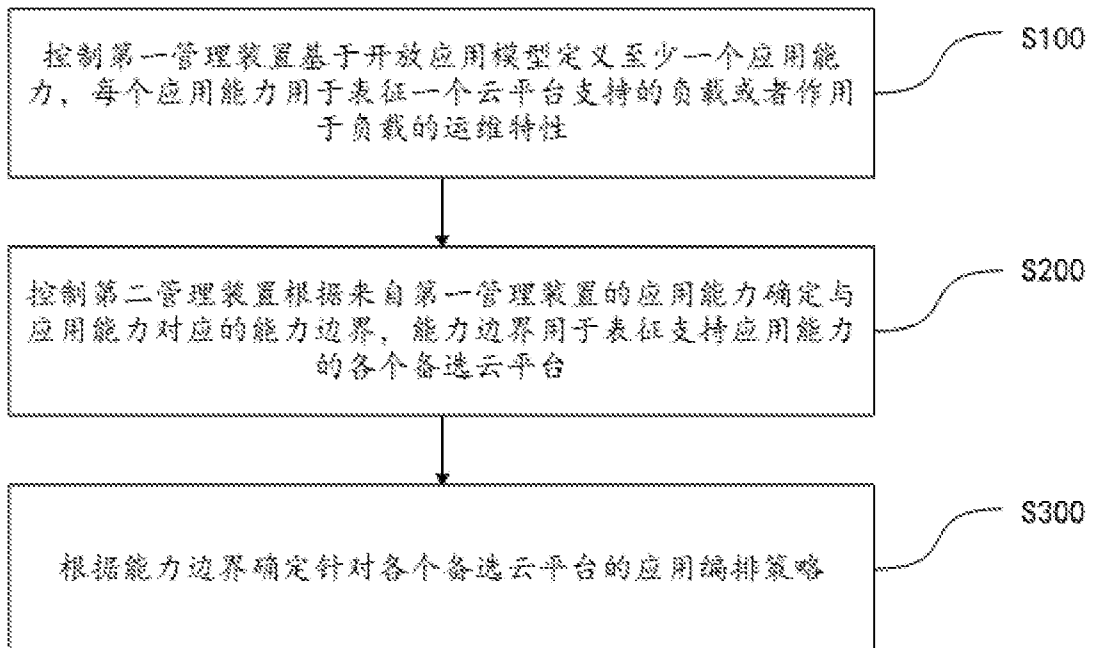 控制第一管理装置基于开放应用模型定义至少一个应用能
力，每个应用能力用于表征一个云平台支持的负载或者作用
于负载的运维特性
S100
控制第二管理装置根据来自第一管理装置的应用能力确定与
应用能力对应的能力边界，能力边界用于表征支持应用能力
的各个备选云平台
S200
根据能力边界确定针对各个备选云平台的应用编排策略
S300